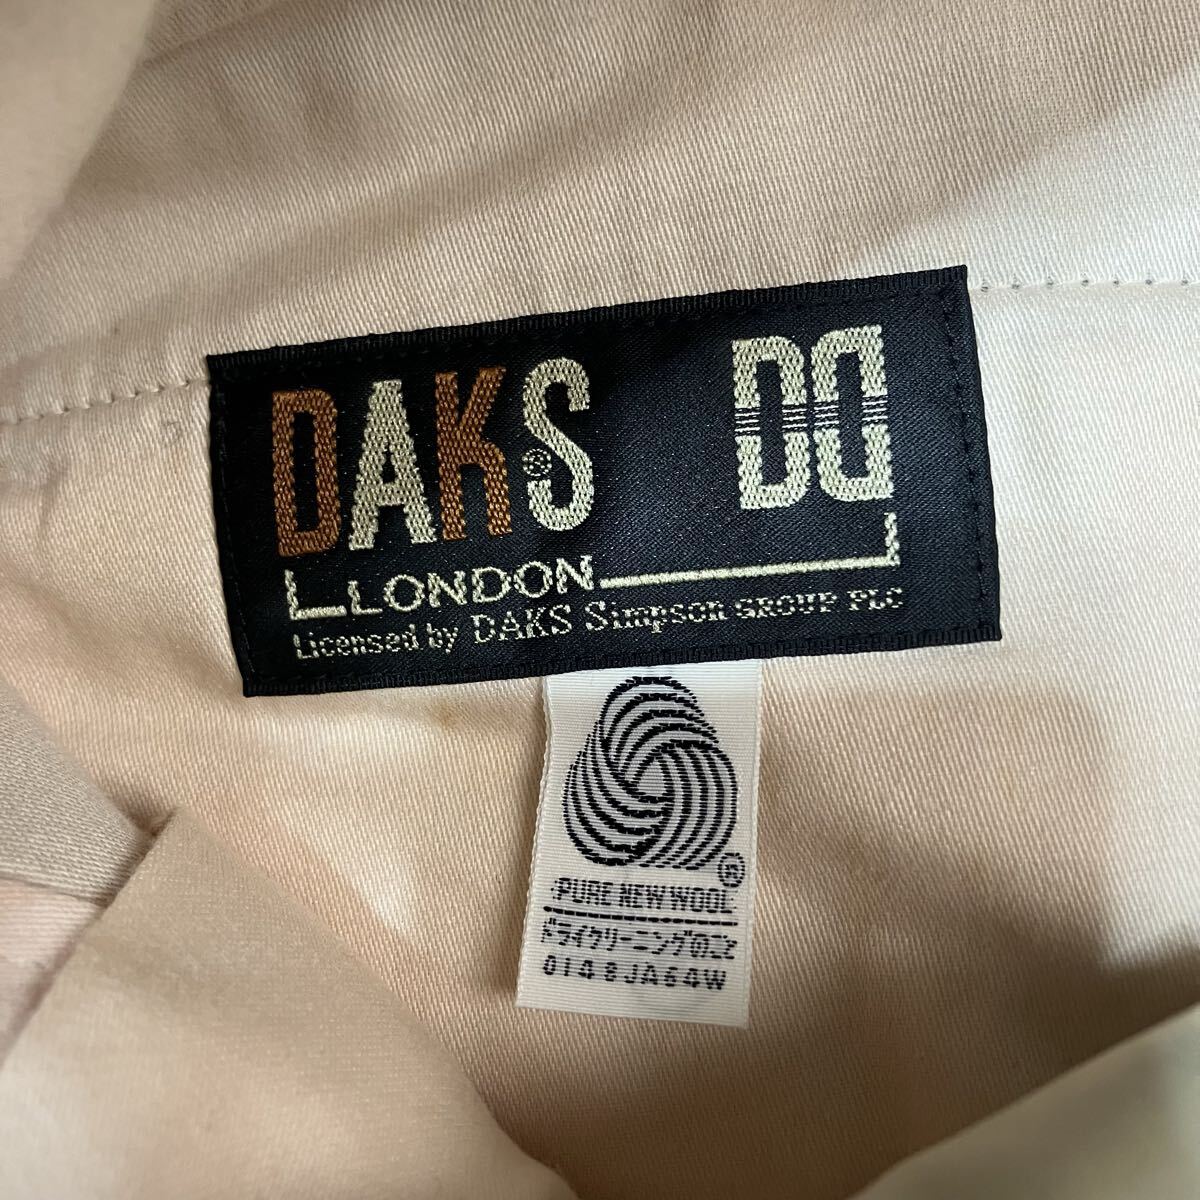 DAKS ® DD
LONDON
Licensed by DAKS Simpson GROUP PLC
®
PURE NEW WOOL
ドライクリーニングのこと
0148JA64W